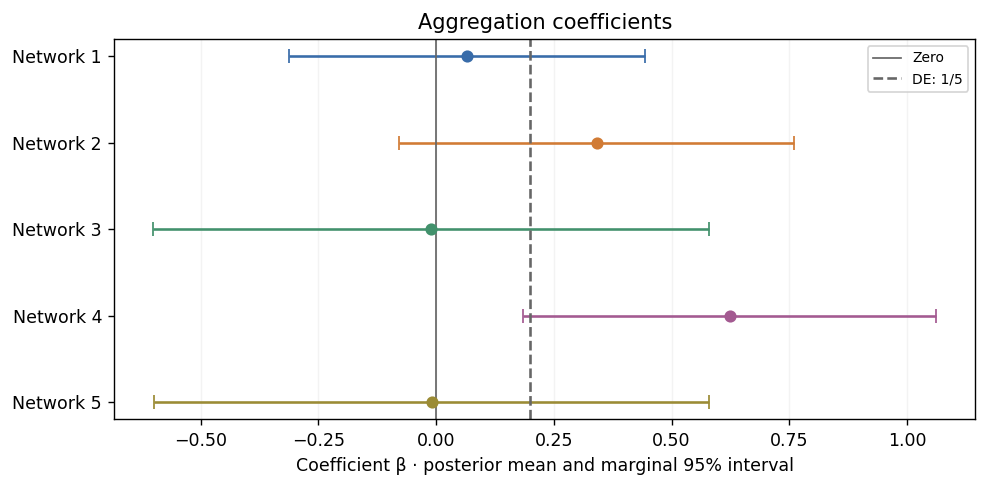 Aggregation coefficients
Network 1
Network 2
Network 3
Network 4
Network 5
Zero
DE: 1/5
−0.50 −0.25 0.00 0.25 0.50 0.75 1.00
Coefficient β · posterior mean and marginal 95% interval